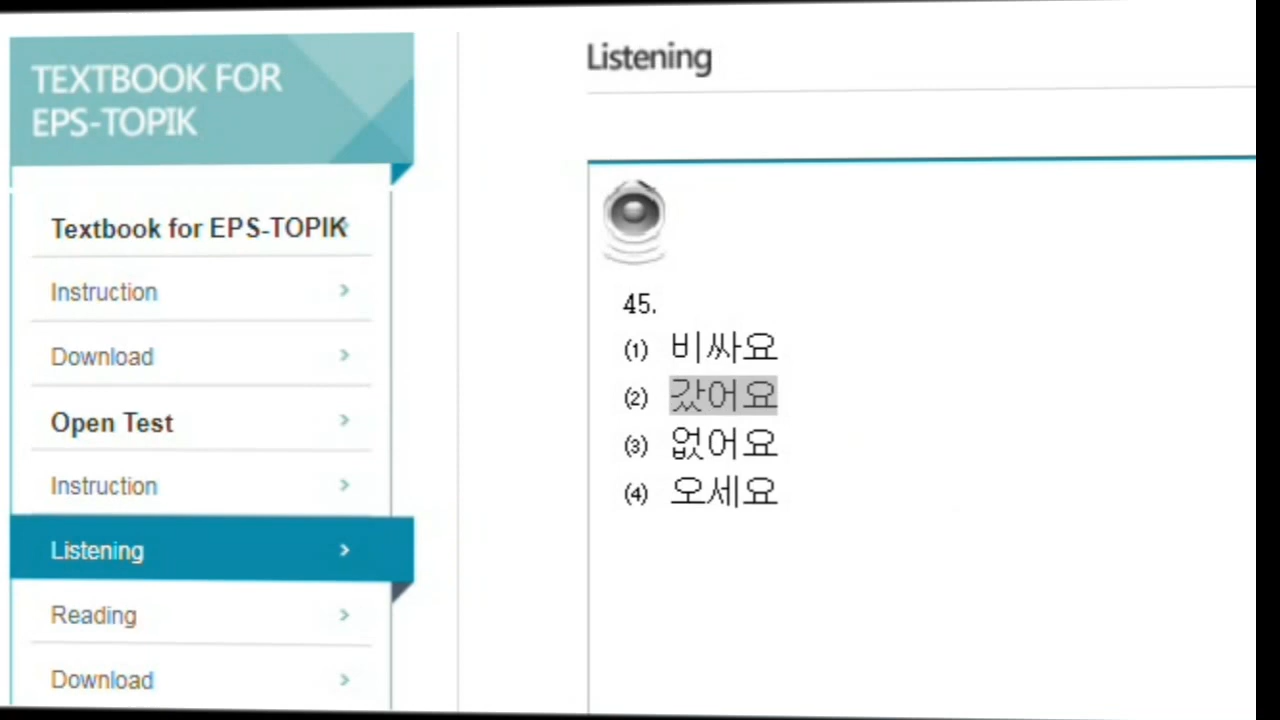 TEXTBOOK FOR
EPS-TOPIK
Textbook for EPS-TOPIK
Instruction
Download
Open Test
Instruction
Listening
Reading
Download
Listening
45.
(1) 비싸요
(2) 갔어요
(3) 없어요
(4) 오세요